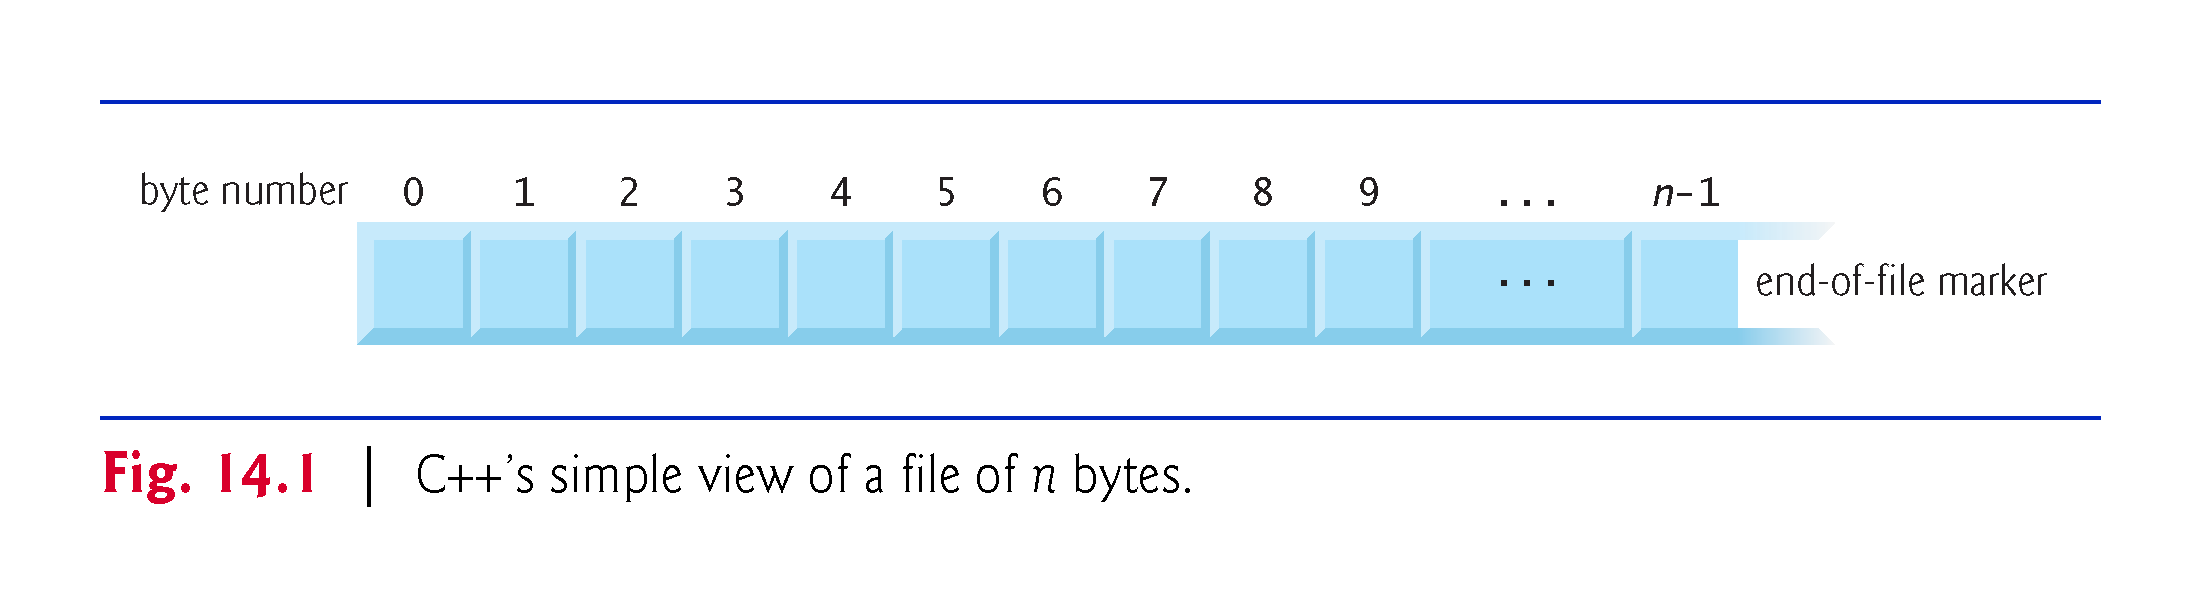 byte number 0 1 2 3 4 5 6 7 8 9 ... n-1
... end-of-file marker
Fig. 14.1 | C++’s simple view of a file of n bytes.